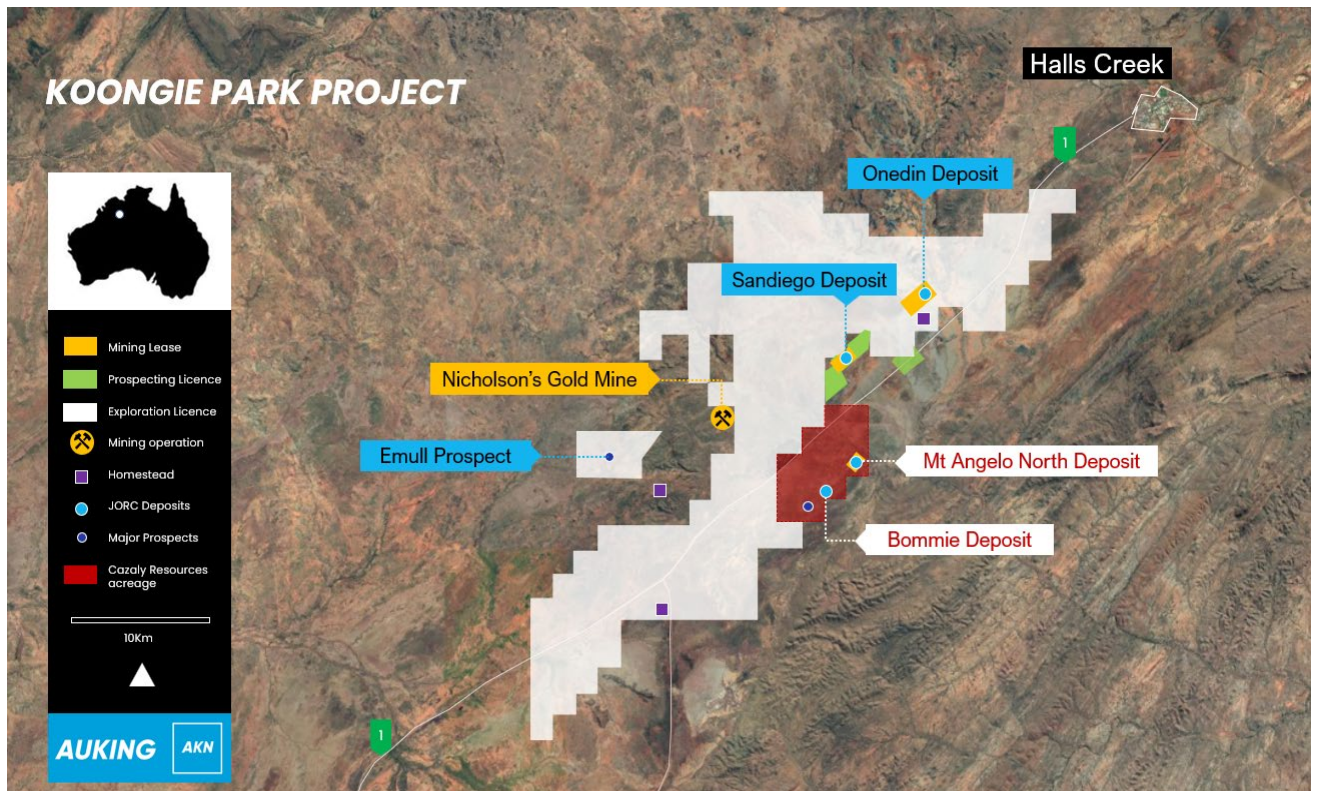 KOONGIE PARK PROJECT
Halls Creek
1
Onedin Deposit
Sandiego Deposit
Nicholson's Gold Mine
Emull Prospect
Mt Angelo North Deposit
Bommie Deposit
Mining Lease
Prospecting Licence
Exploration Licence
Mining operation
Homestead
JORC Deposits
Major Prospects
Cazaly Resources
acreage
10Km
1
AUKING AKN